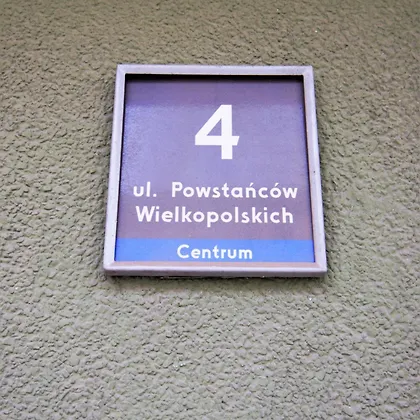 4
ul. Powstańców
Wielkopolskich
Centrum